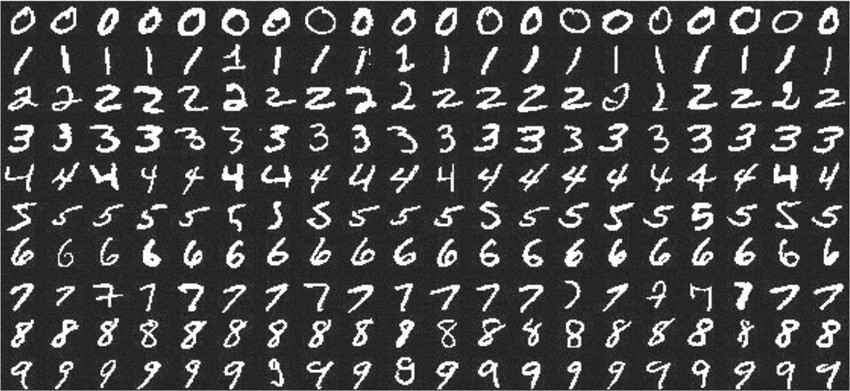 0 0 0 0 0 0 0 0 0 0 0 0 0 0 0 0 0 0 0 0
1 1 1 1 1 1 1 1 1 1 1 1 1 1 1 1 1 1 1 1
2 2 2 2 2 2 2 2 2 2 2 2 2 2 2 2 2 2 2 2
3 3 3 3 3 3 3 3 3 3 3 3 3 3 3 3 3 3 3 3
4 4 4 4 4 4 4 4 4 4 4 4 4 4 4 4 4 4 4 4
5 5 5 5 5 5 5 5 5 5 5 5 5 5 5 5 5 5 5 5
6 6 6 6 6 6 6 6 6 6 6 6 6 6 6 6 6 6 6 6
7 7 7 7 7 7 7 7 7 7 7 7 7 7 7 7 7 7 7 7
8 8 8 8 8 8 8 8 8 8 8 8 8 8 8 8 8 8 8 8
9 9 9 9 9 9 9 9 9 9 9 9 9 9 9 9 9 9 9 9